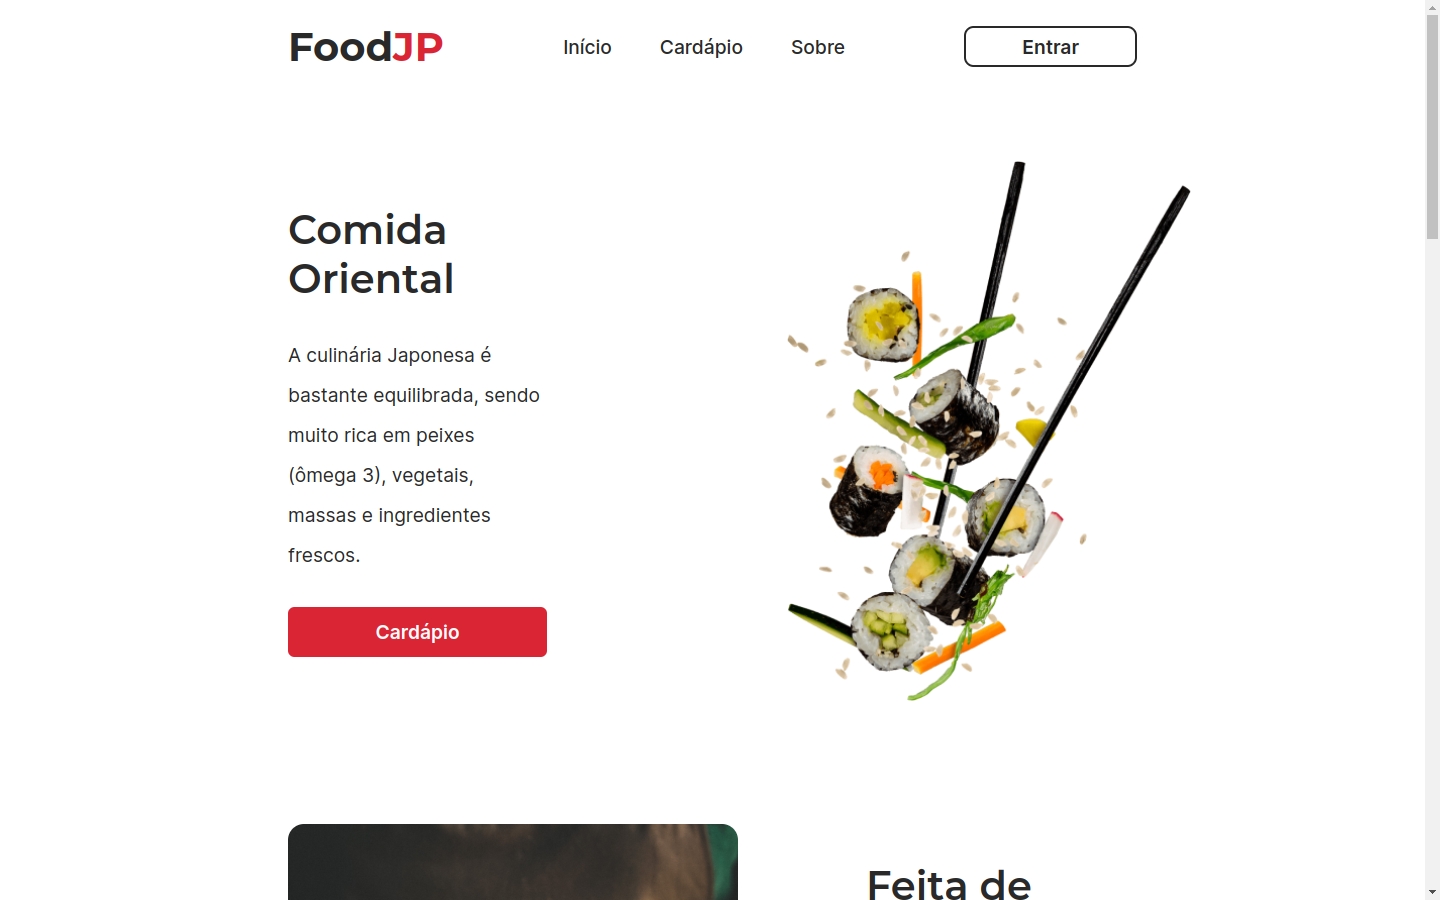 FoodJP
Início
Cardápio
Sobre
Entrar
Comida
Oriental
A culinária Japonesa é
bastante equilibrada, sendo
muito rica em peixes
(ômega 3), vegetais,
massas e ingredientes
frescos.
Cardápio
Feita de